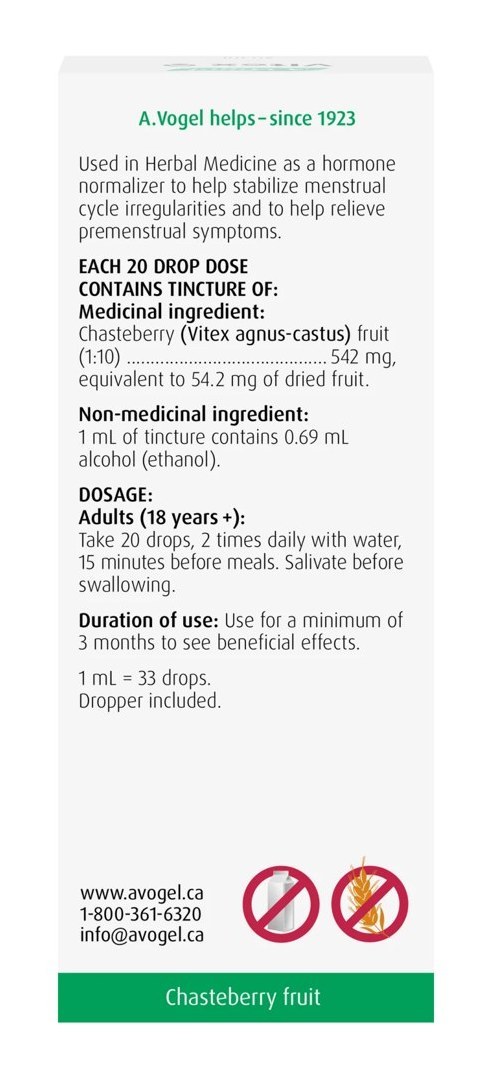 A.Vogel helps – since 1923
Used in Herbal Medicine as a hormone
normalizer to help stabilize menstrual
cycle irregularities and to help relieve
premenstrual symptoms.
EACH 20 DROP DOSE
CONTAINS TINCTURE OF:
Medicinal ingredient:
Chasteberry (Vitex agnus-castus) fruit
(1:10) .......................................... 542 mg,
equivalent to 54.2 mg of dried fruit.
Non-medicinal ingredient:
1 mL of tincture contains 0.69 mL
alcohol (ethanol).
DOSAGE:
Adults (18 years +):
Take 20 drops, 2 times daily with water,
15 minutes before meals. Salivate before
swallowing.
Duration of use: Use for a minimum of
3 months to see beneficial effects.
1 mL = 33 drops.
Dropper included.
www.avogel.ca
1-800-361-6320
info@avogel.ca
Chasteberry fruit